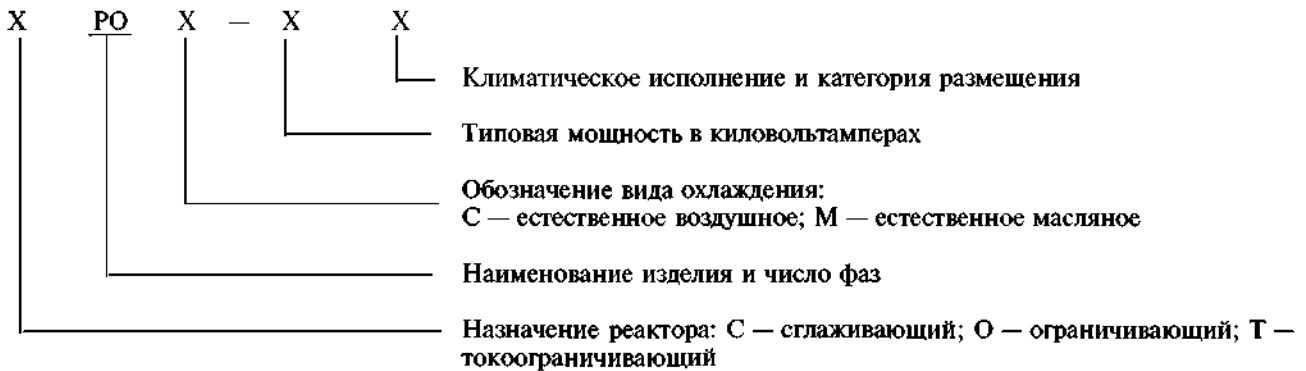 Х РО Х — Х Х
Климатическое исполнение и категория размещения
Типовая мощность в киловольтамперах
Обозначение вида охлаждения:
С — естественное воздушное; М — естественное масляное
Наименование изделия и число фаз
Назначение реактора: С — сглаживающий; О — ограничивающий; Т —
токоограничивающий